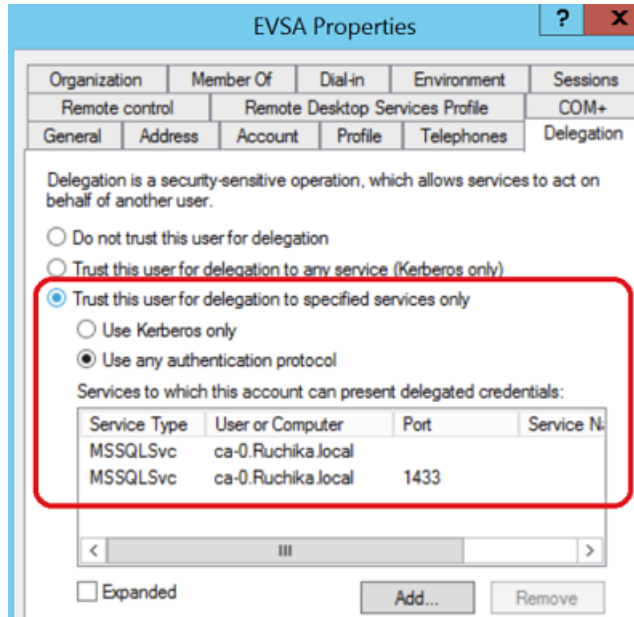 EVSA Properties
? x
Organization Member Of Dial-in Environment Sessions
Remote control Remote Desktop Services Profile COM+
General Address Account Profile Telephones Delegation
Delegation is a security-sensitive operation, which allows services to act on
behalf of another user.
Do not trust this user for delegation
Trust this user for delegation to any service (Kerberos only)
Trust this user for delegation to specified services only
Use Kerberos only
Use any authentication protocol
Services to which this account can present delegated credentials:
Service Type User or Computer Port Service Na
MSSQLSvc ca-0.Ruchika.local
MSSQLSvc ca-0.Ruchika.local 1433
Expanded Add... Remove